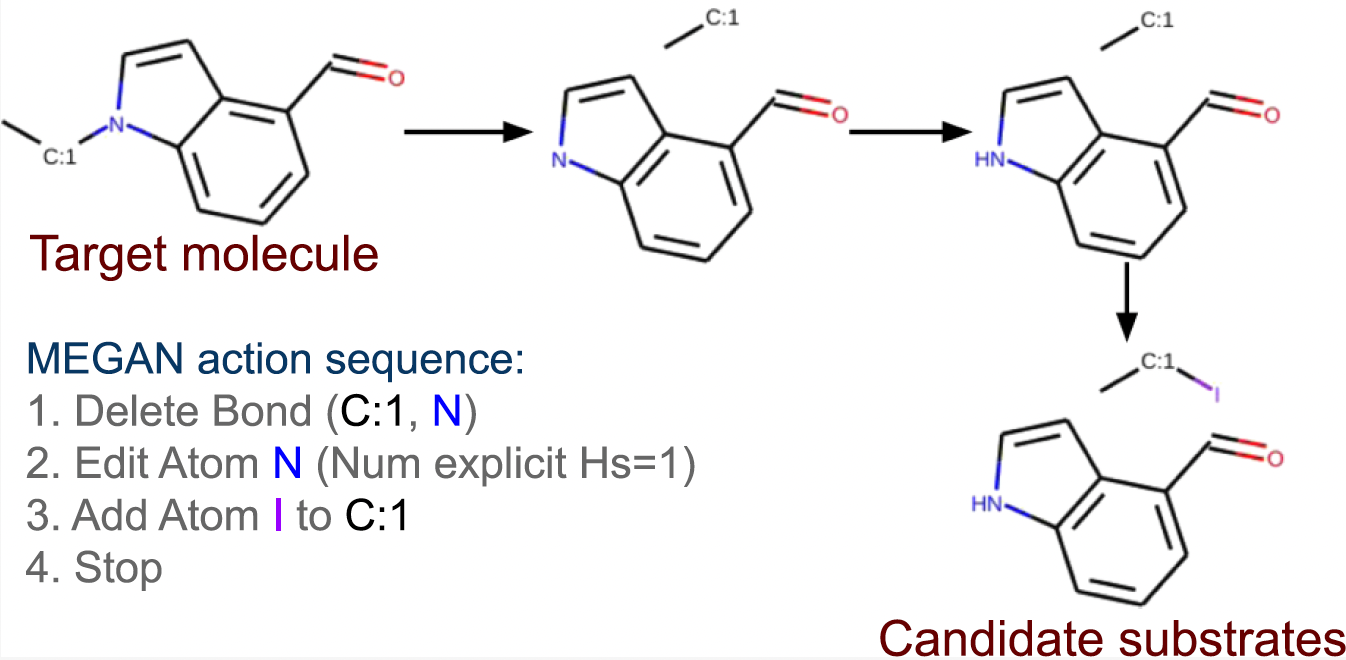 C:1
N
O
C:1
N
O
C:1
HN
O
Target molecule
MEGAN action sequence:
1. Delete Bond (C:1, N)
2. Edit Atom N (Num explicit Hs=1)
3. Add Atom I to C:1
4. Stop
C:1
I
HN
O
Candidate substrates